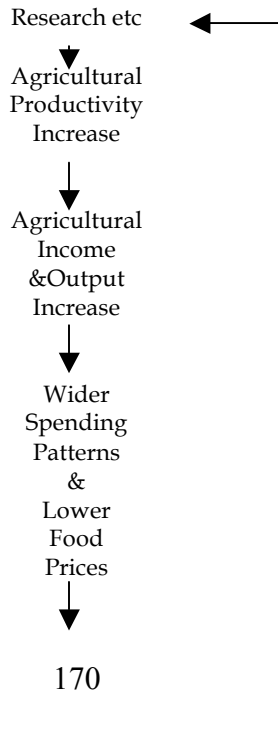 Research etc
Agricultural
Productivity
Increase
Agricultural
Income
&Output
Increase
Wider
Spending
Patterns
&
Lower
Food
Prices
170